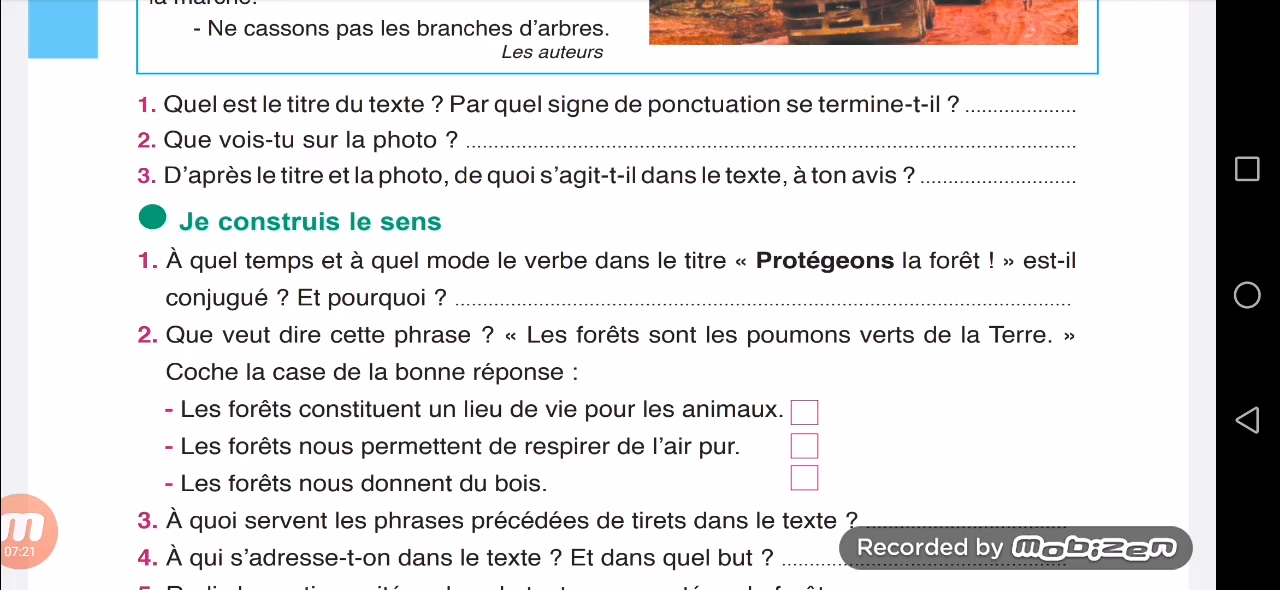 - Ne cassons pas les branches d'arbres.
Les auteurs
1. Quel est le titre du texte ? Par quel signe de ponctuation se termine-t-il ? ....................
2. Que vois-tu sur la photo ? ....................
3. D'après le titre et la photo, de quoi s'agit-t-il dans le texte, à ton avis ? ....................
Je construis le sens
1. À quel temps et à quel mode le verbe dans le titre « Protégeons la forêt ! » est-il
conjugué ? Et pourquoi ? ....................
2. Que veut dire cette phrase ? « Les forêts sont les poumons verts de la Terre. »
Coche la case de la bonne réponse :
- Les forêts constituent un lieu de vie pour les animaux.
- Les forêts nous permettent de respirer de l'air pur.
- Les forêts nous donnent du bois.
3. À quoi servent les phrases précédées de tirets dans le texte ? ....................
4. À qui s'adresse-t-on dans le texte ? Et dans quel but ? ....................
07:21
Recorded by mobizen